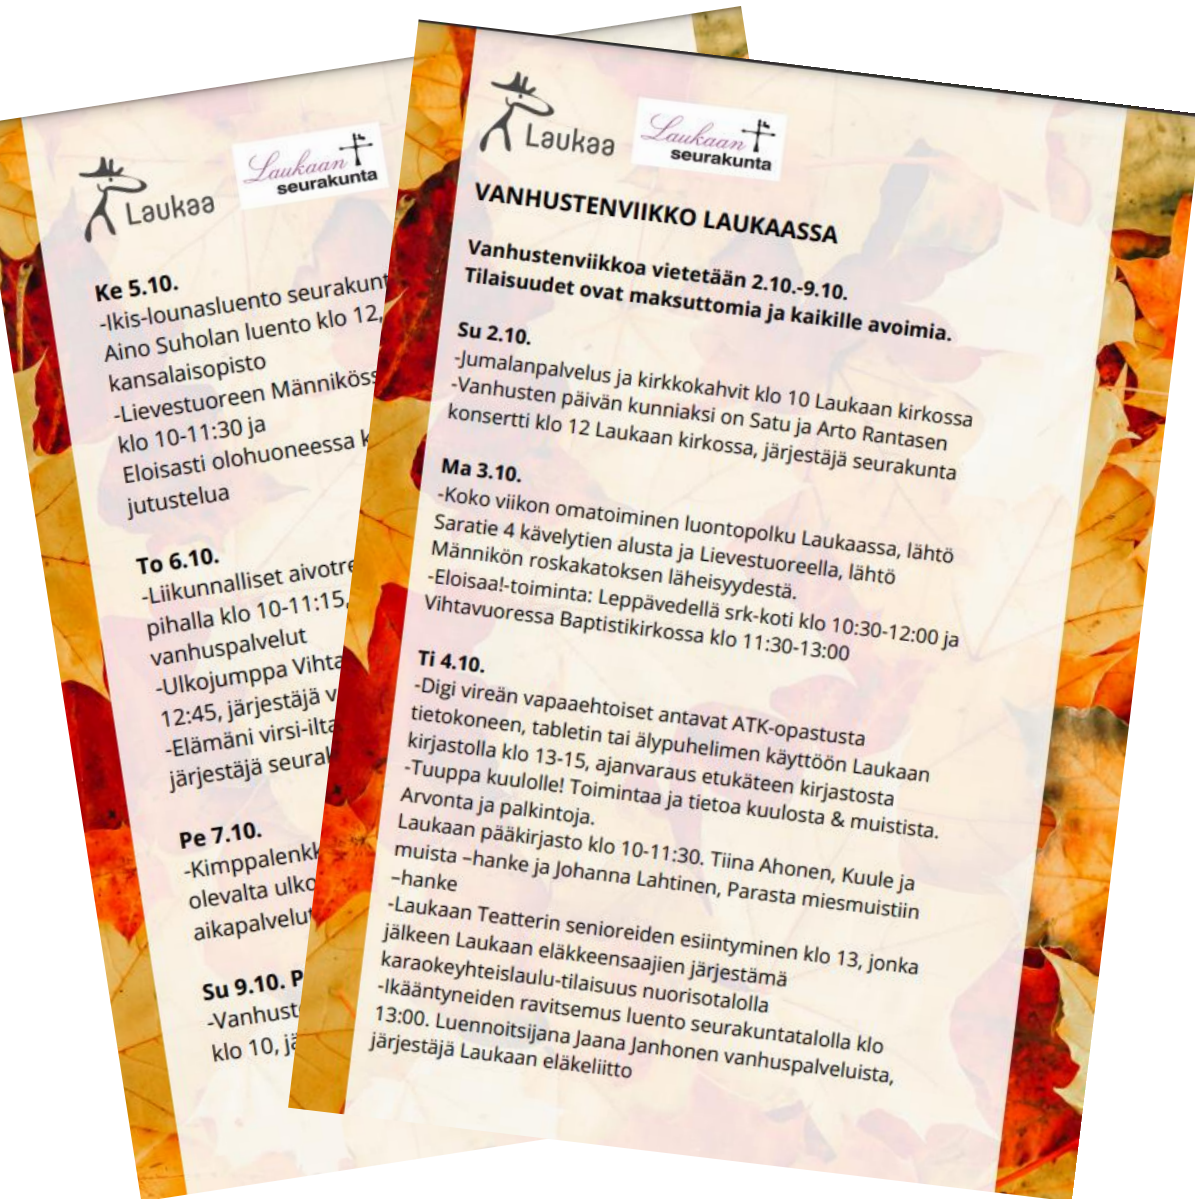 Laukaa
Laukaan
seurakunta
Ke 5.10.
-Ikis-lounasluento seurakunt
Aino Suholan luento klo 12,
kansalaisopisto
-Lievestuoreen Männiköss
klo 10-11:30 ja
Eloisasti olohuoneessa k
jutustelua
To 6.10.
-Liikunnalliset aivotre
pihalla klo 10-11:15,
vanhuspalvelut
-Ulkojumppa Vihta
12:45, järjestäjä v
-Elämäni virsi-ilta
järjestäjä seurak
Pe 7.10.
-Kimppalenkk
olevalta ulko
aikapalvelut
Su 9.10. P
-Vanhust
klo 10, jä
Laukaa
Laukaan
seurakunta
VANHUSTENVIIKKO LAUKAASSA
Vanhustenviikkoa vietetään 2.10.-9.10.
Tilaisuudet ovat maksuttomia ja kaikille avoimia.
Su 2.10.
-Jumalanpalvelus ja kirkkokahvit klo 10 Laukaan kirkossa
-Vanhusten päivän kunniaksi on Satu ja Arto Rantasen
konsertti klo 12 Laukaan kirkossa, järjestäjä seurakunta
Ma 3.10.
-Koko viikon omatoiminen luontopolku Laukaassa, lähtö
Saratie 4 kävelytien alusta ja Lievestuoreella, lähtö
Männikön roskakatoksen läheisyydestä.
-Eloisaa!-toiminta: Leppävedellä srk-koti klo 10:30-12:00 ja
Vihtavuoressa Baptistikirkossa klo 11:30-13:00
Ti 4.10.
-Digi vireän vapaaehtoiset antavat ATK-opastusta
tietokoneen, tabletin tai älypuhelimen käyttöön Laukaan
kirjastolla klo 13-15, ajanvaraus etukäteen kirjastosta
-Tuuppa kuulolle! Toimintaa ja tietoa kuulosta & muistista.
Arvonta ja palkintoja.
Laukaan pääkirjasto klo 10-11:30. Tiina Ahonen, Kuule ja
muista –hanke ja Johanna Lahtinen, Parasta miesmuistiin
–hanke
-Laukaan Teatterin senioreiden esiintyminen klo 13, jonka
jälkeen Laukaan eläkkeensaajien järjestämä
karaokeyhteislaulu-tilaisuus nuorisotalolla
-Ikääntyneiden ravitsemus luento seurakuntatalolla klo
13:00. Luennoitsijana Jaana Janhonen vanhuspalveluista,
järjestäjä Laukaan eläkeliitto